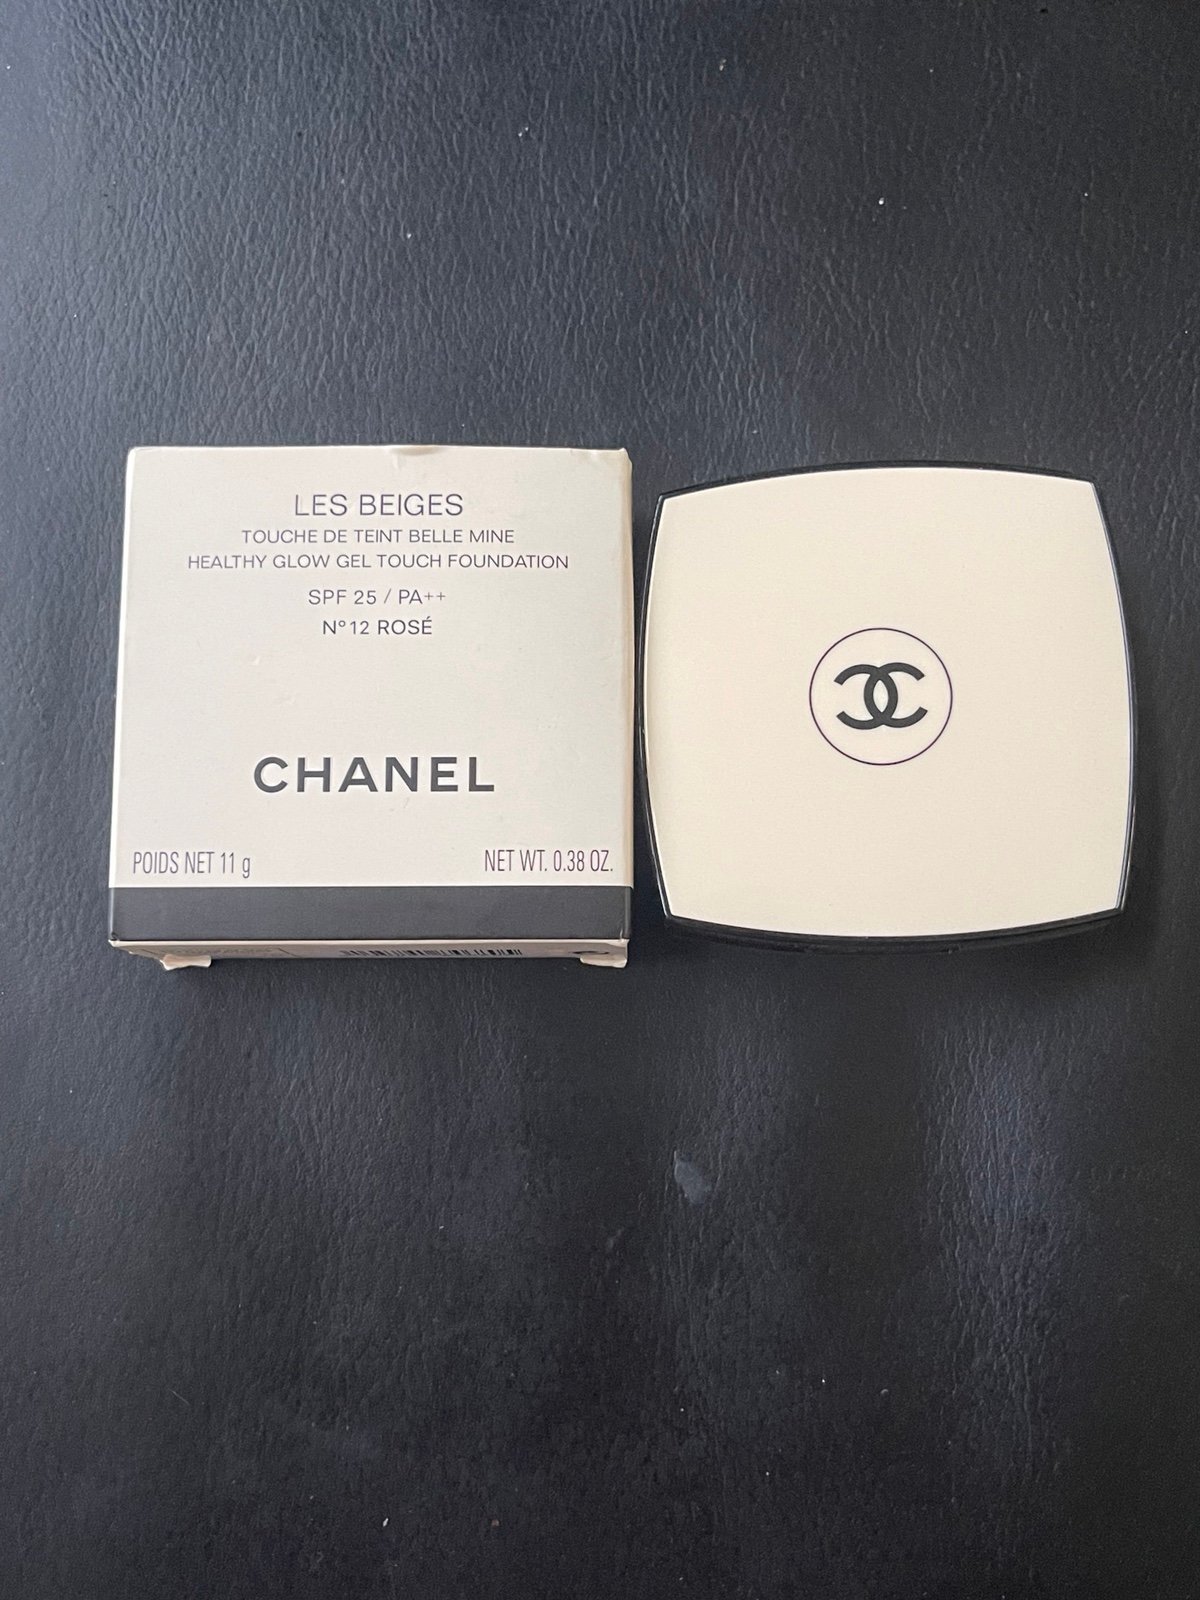 LES BEIGES
TOUCHE DE TEINT BELLE MINE
HEALTHY GLOW GEL TOUCH FOUNDATION
SPF 25 / PA++
N°12 ROSÉ
CHANEL
POIDS NET 11 g NET WT. 0.38 OZ.